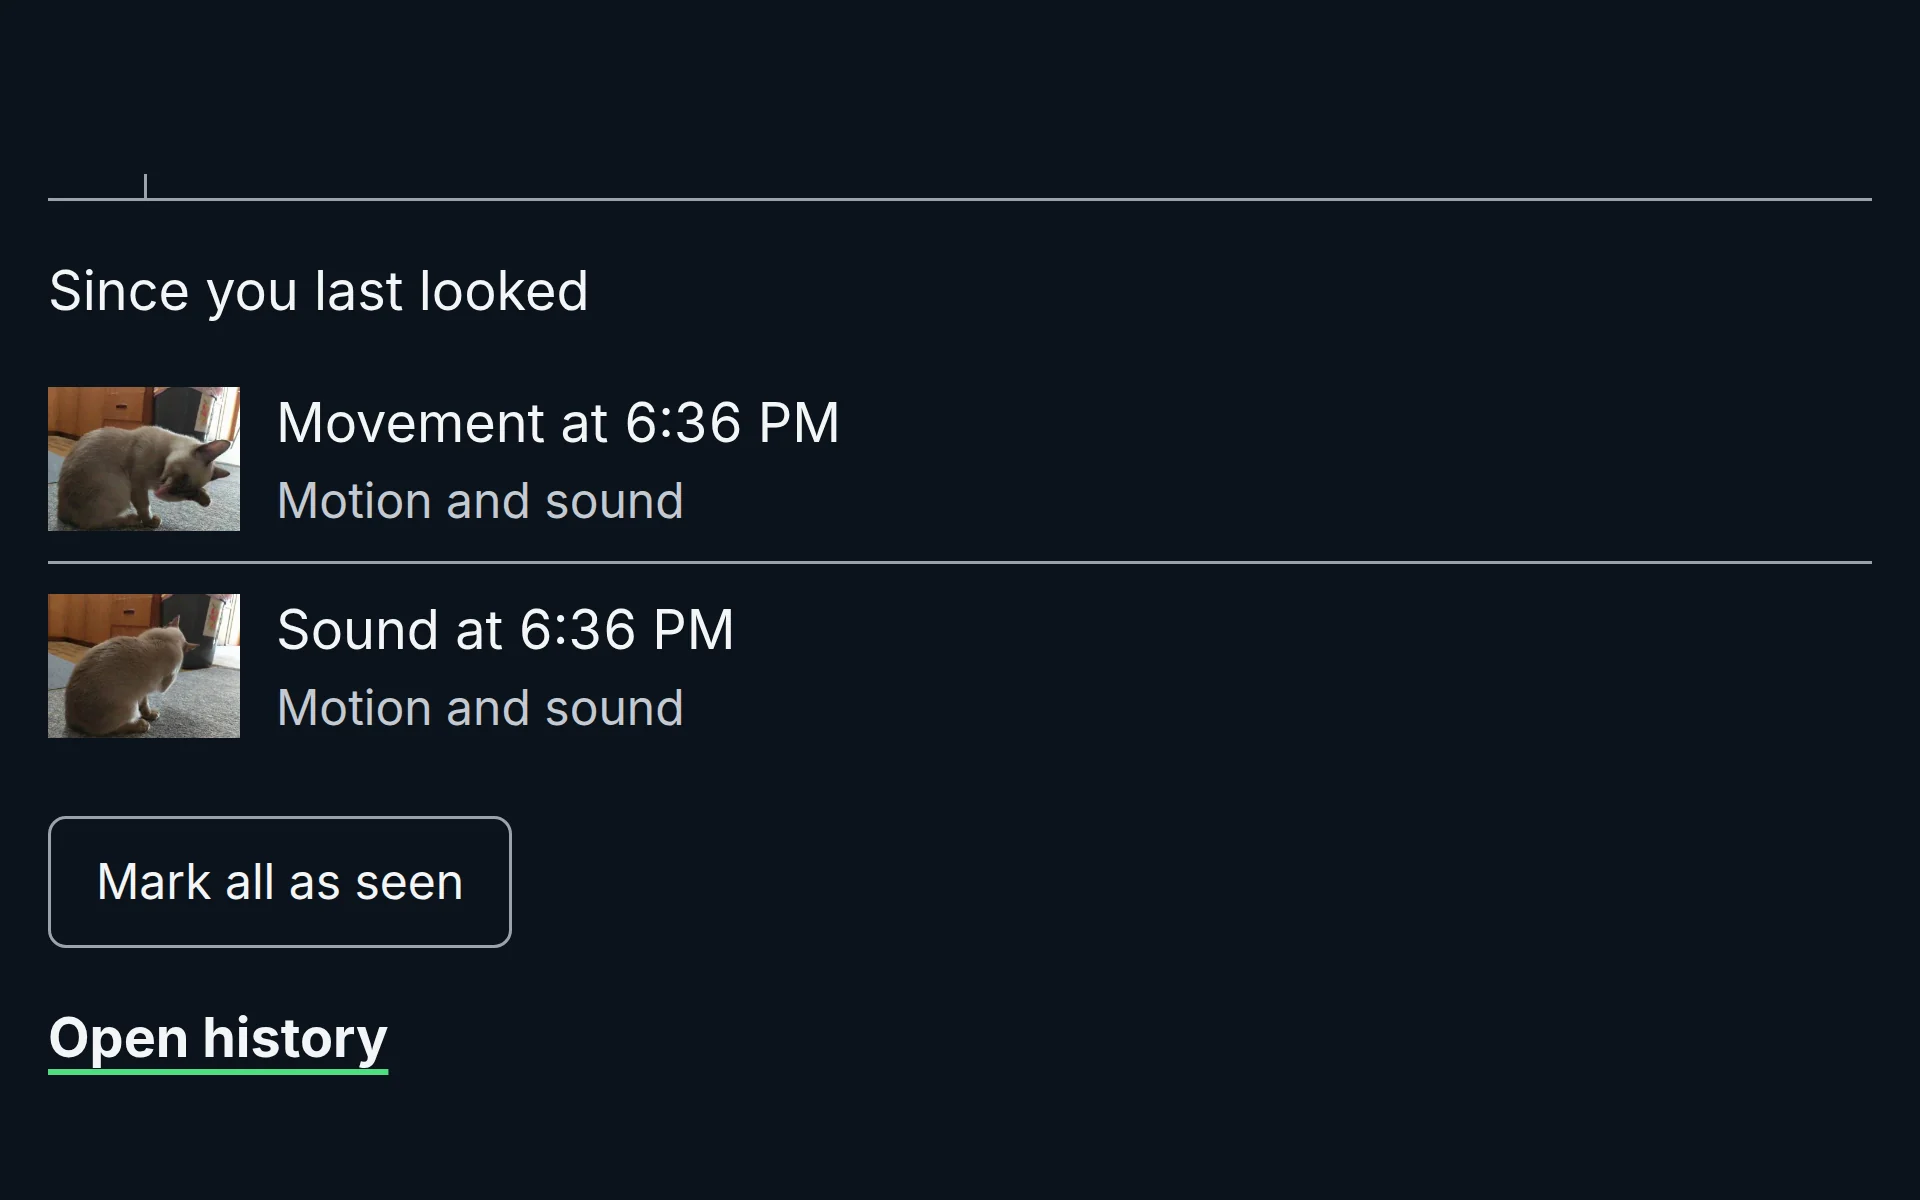 Since you last looked
Movement at 6:36 PM
Motion and sound
Sound at 6:36 PM
Motion and sound
Mark all as seen
Open history